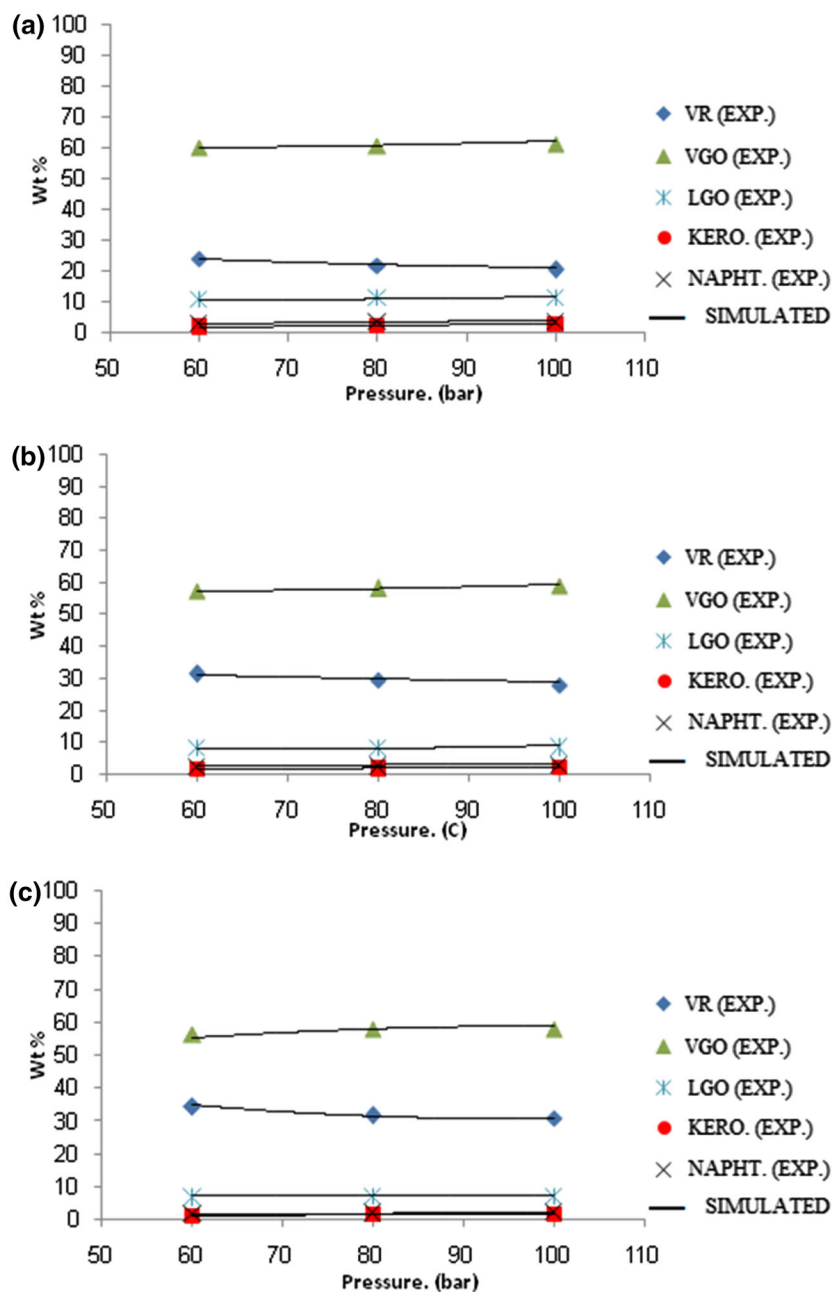 (a)
100
90
80
70
60
50
40
30
20
10
0
Wt %
50 60 70 80 90 100 110
Pressure. (bar)
VR (EXP.)
VGO (EXP.)
LGO (EXP.)
KERO. (EXP.)
NAPHT. (EXP.)
SIMULATED
(b)
100
90
80
70
60
50
40
30
20
10
0
Wt %
50 60 70 80 90 100 110
Pressure. (C)
VR (EXP.)
VGO (EXP.)
LGO (EXP.)
KERO. (EXP.)
NAPHT. (EXP.)
SIMULATED
(c)
100
90
80
70
60
50
40
30
20
10
0
Wt %
50 60 70 80 90 100 110
Pressure. (bar)
VR (EXP.)
VGO (EXP.)
LGO (EXP.)
KERO. (EXP.)
NAPHT. (EXP.)
SIMULATED